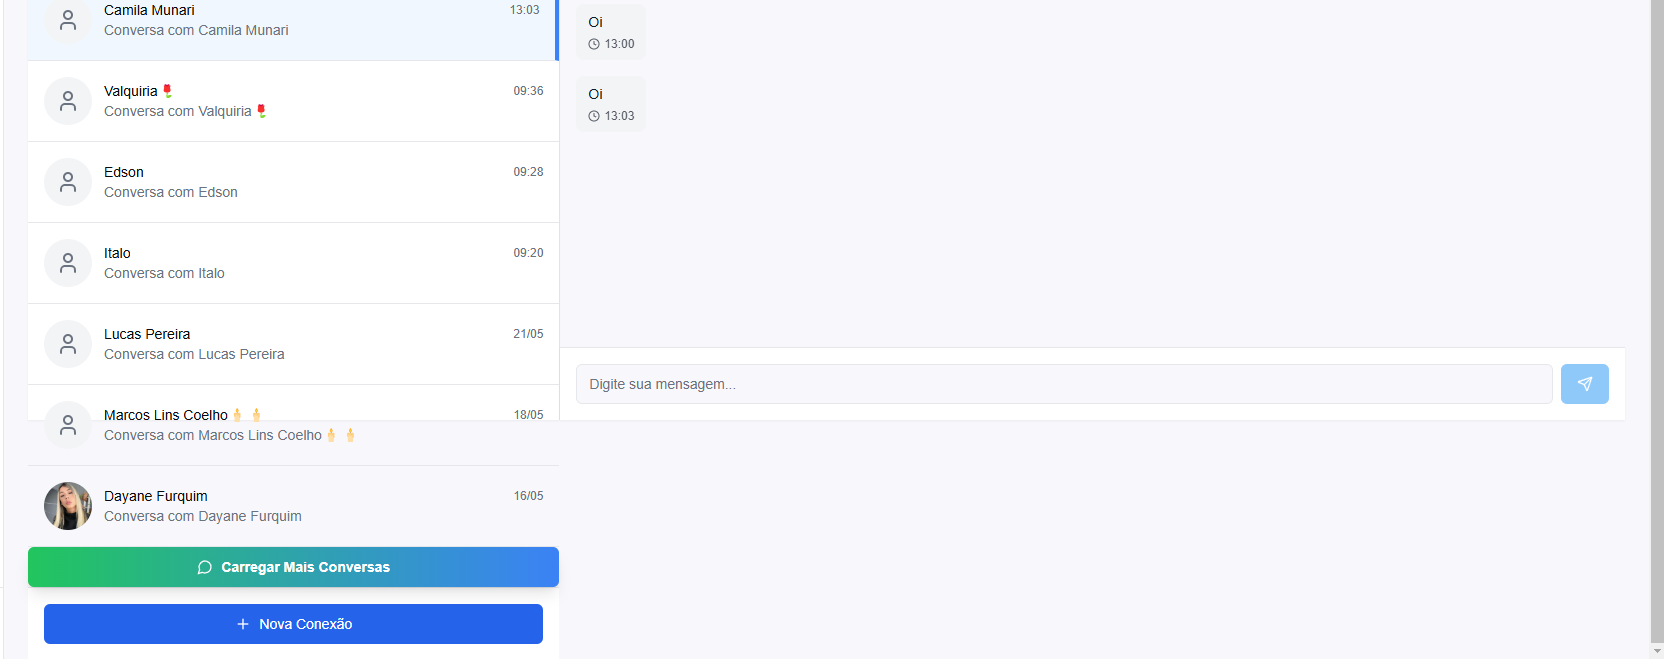 Camila Munari
13:03
Conversa com Camila Munari
Valquiria🌹
09:36
Conversa com Valquiria🌹
Edson
09:28
Conversa com Edson
Italo
09:20
Conversa com Italo
Lucas Pereira
21/05
Conversa com Lucas Pereira
Marcos Lins Coelho🕯🕯
18/05
Conversa com Marcos Lins Coelho🕯🕯
Dayane Furquim
16/05
Conversa com Dayane Furquim
Carregar Mais Conversas
+ Nova Conexão
Oi
13:00
Oi
13:03
Digite sua mensagem...